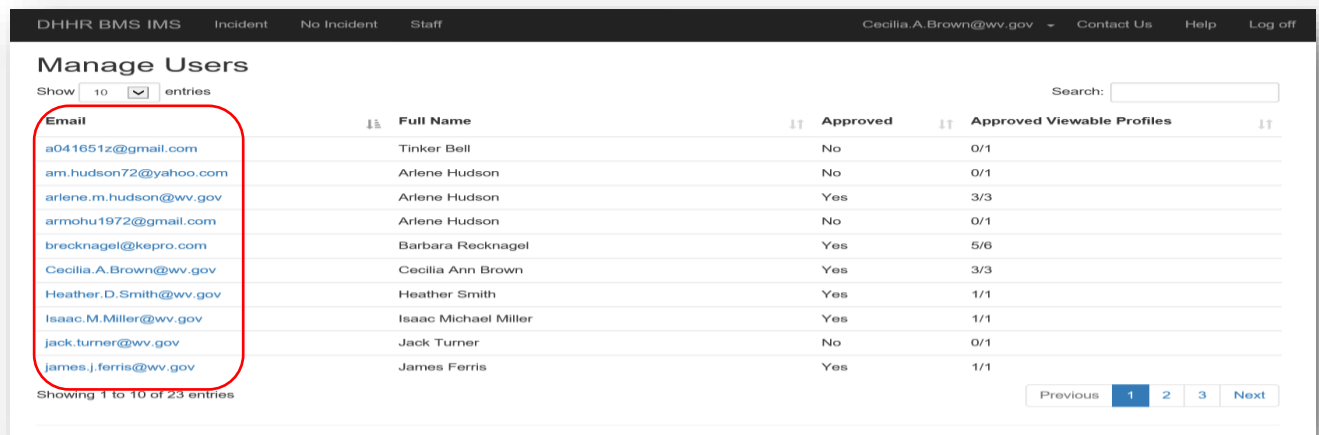 DHHR BMS IMS Incident No Incident Staff Cecilia.A.Brown@wv.gov Contact Us Help Log off
Manage Users
Show 10 entries Search:
Email Full Name Approved Approved Viewable Profiles
a041651z@gmail.com Tinker Bell No 0/1
am.hudson72@yahoo.com Arlene Hudson No 0/1
arlene.m.hudson@wv.gov Arlene Hudson Yes 3/3
armohu1972@gmail.com Arlene Hudson No 0/1
brecknagel@kepro.com Barbara Recknagel Yes 5/6
Cecilia.A.Brown@wv.gov Cecilia Ann Brown Yes 3/3
Heather.D.Smith@wv.gov Heather Smith Yes 1/1
Isaac.M.Miller@wv.gov Isaac Michael Miller Yes 1/1
jack.turner@wv.gov Jack Turner No 0/1
james.j.ferris@wv.gov James Ferris Yes 1/1
Showing 1 to 10 of 23 entries Previous 1 2 3 Next